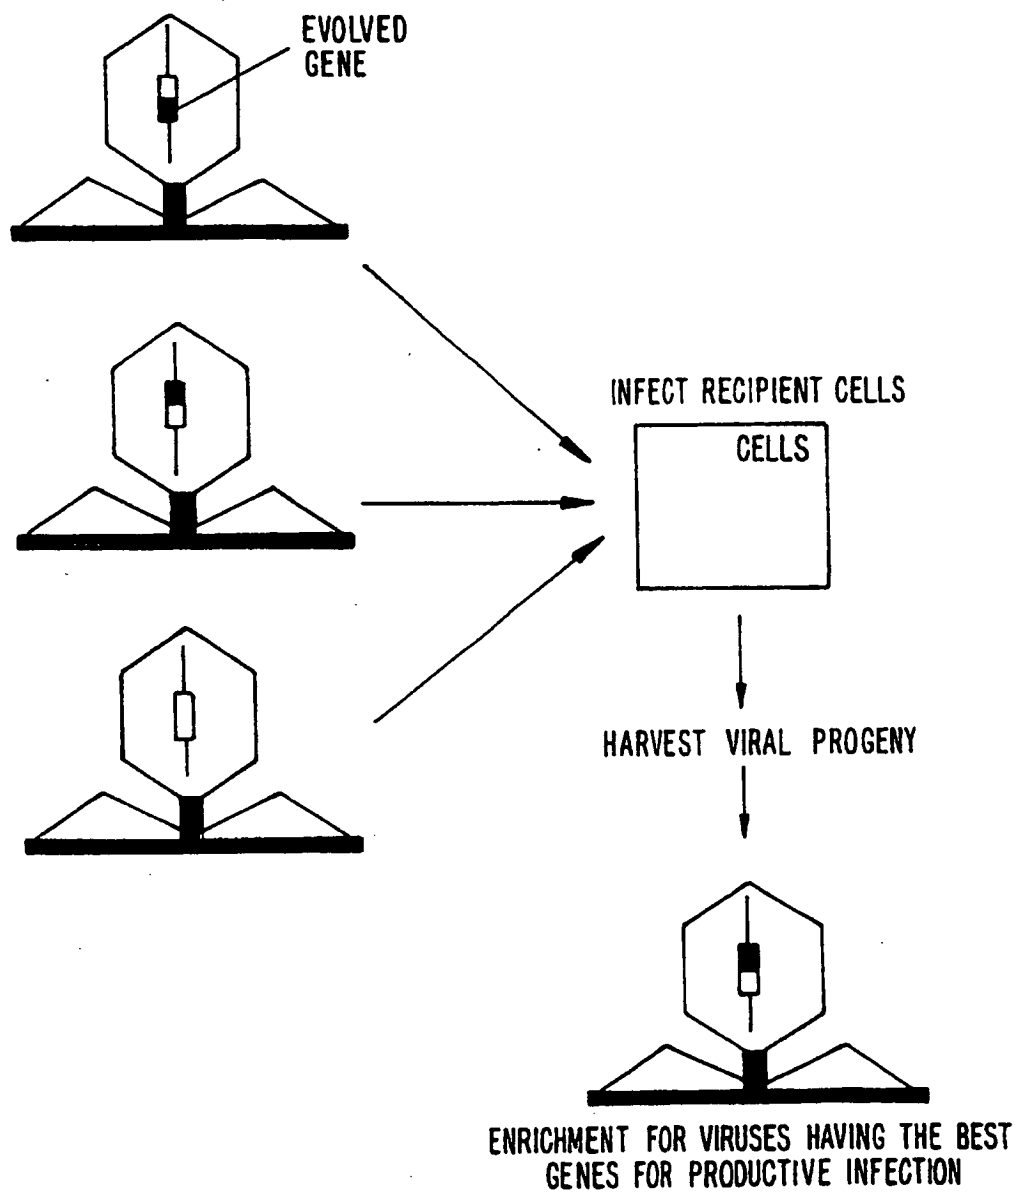 EVOLVED
GENE
INFECT RECIPIENT CELLS
CELLS
HARVEST VIRAL PROGENY
ENRICHMENT FOR VIRUSES HAVING THE BEST
GENES FOR PRODUCTIVE INFECTION